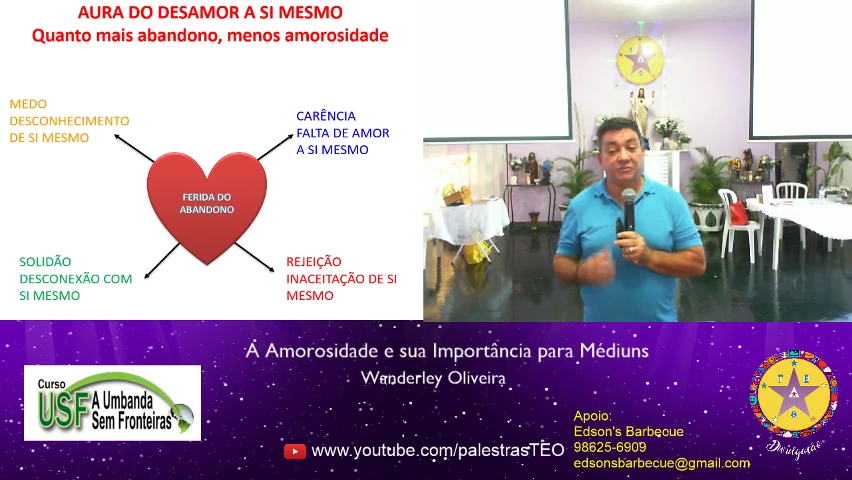 AURA DO DESAMOR A SI MESMO
Quanto mais abandono, menos amorosidade
MEDO
DESCONHECIMENTO
DE SI MESMO
CARÊNCIA
FALTA DE AMOR
A SI MESMO
FERIDA DO
ABANDONO
SOLIDÃO
DESCONEXÃO COM
SI MESMO
REJEIÇÃO
INACEITAÇÃO DE SI
MESMO
A Amorosidade e sua Importância para Médiuns
Wanderley Oliveira
Curso
USF A Umbanda
Sem Fronteiras
www.youtube.com/palestrasTEO
Apoio:
Edson's Barbecue
98625-6909
edsonsbarbecue@gmail.com
Divulgação